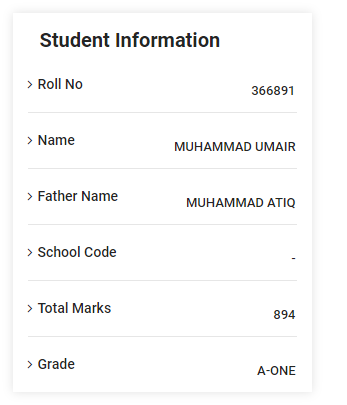 Student Information
Roll No 366891
Name MUHAMMAD UMAIR
Father Name MUHAMMAD ATIQ
School Code -
Total Marks 894
Grade A-ONE